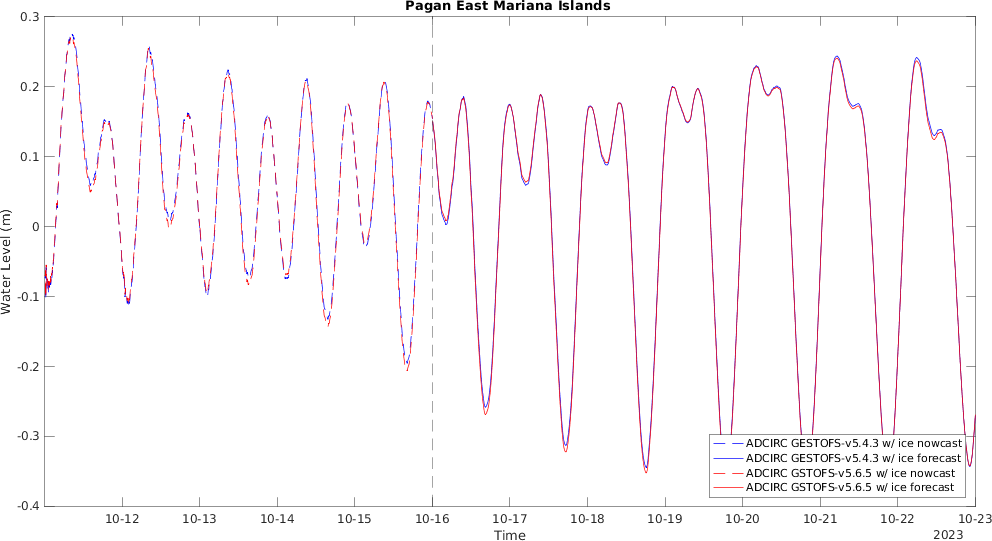 Pagan East Mariana Islands
Water Level (m)
0.3
0.2
0.1
0
-0.1
-0.2
-0.3
-0.4
ADCIRC GESTOFS-v5.4.3 w/ ice nowcast
ADCIRC GESTOFS-v5.4.3 w/ ice forecast
ADCIRC GSTOFS-v5.6.5 w/ ice nowcast
ADCIRC GSTOFS-v5.6.5 w/ ice forecast
10-12 10-13 10-14 10-15 10-16 10-17 10-18 10-19 10-20 10-21 10-22 10-23
Time
2023